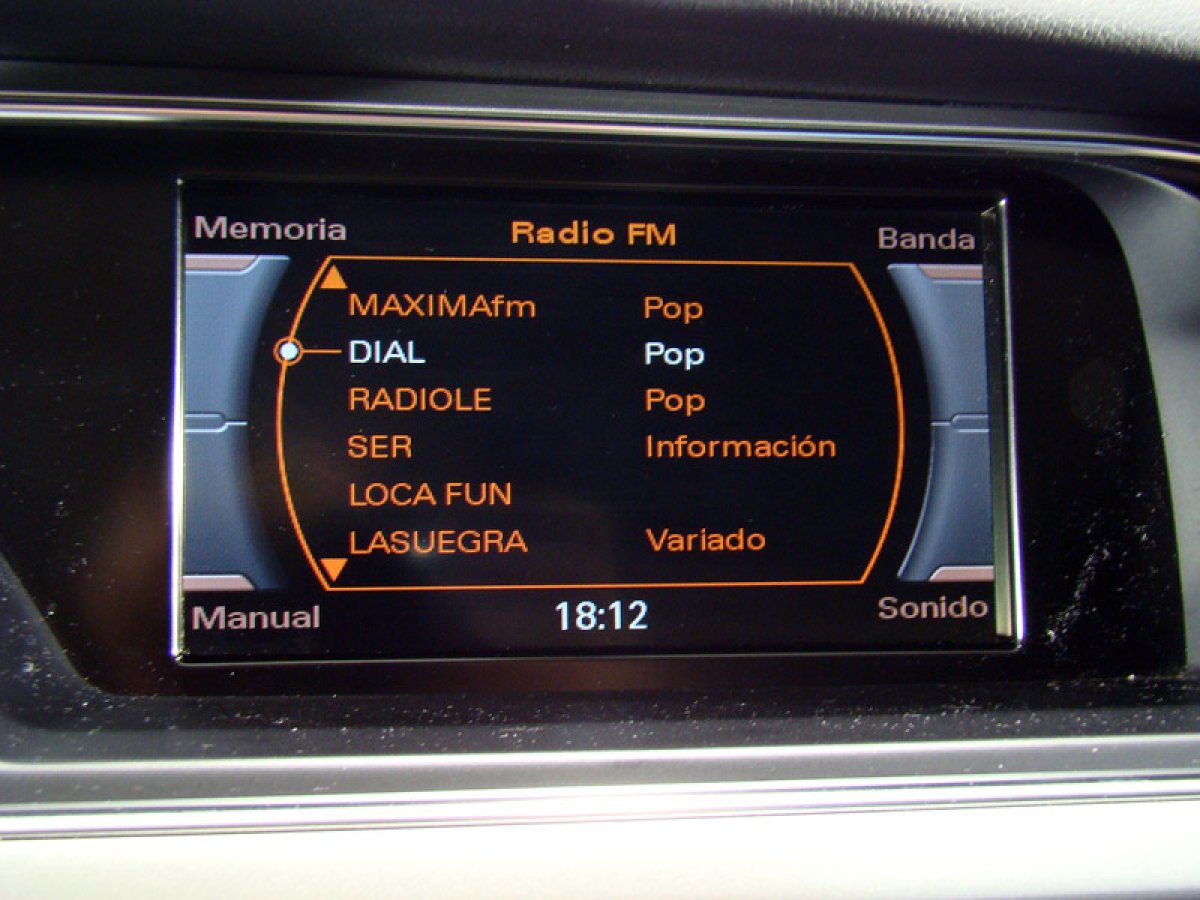 Memoria Radio FM Banda
MAXIMAfm Pop
DIAL Pop
RADIOLE Pop
SER Información
LOCA FUN
LASUEGRA Variado
Manual 18:12 Sonido